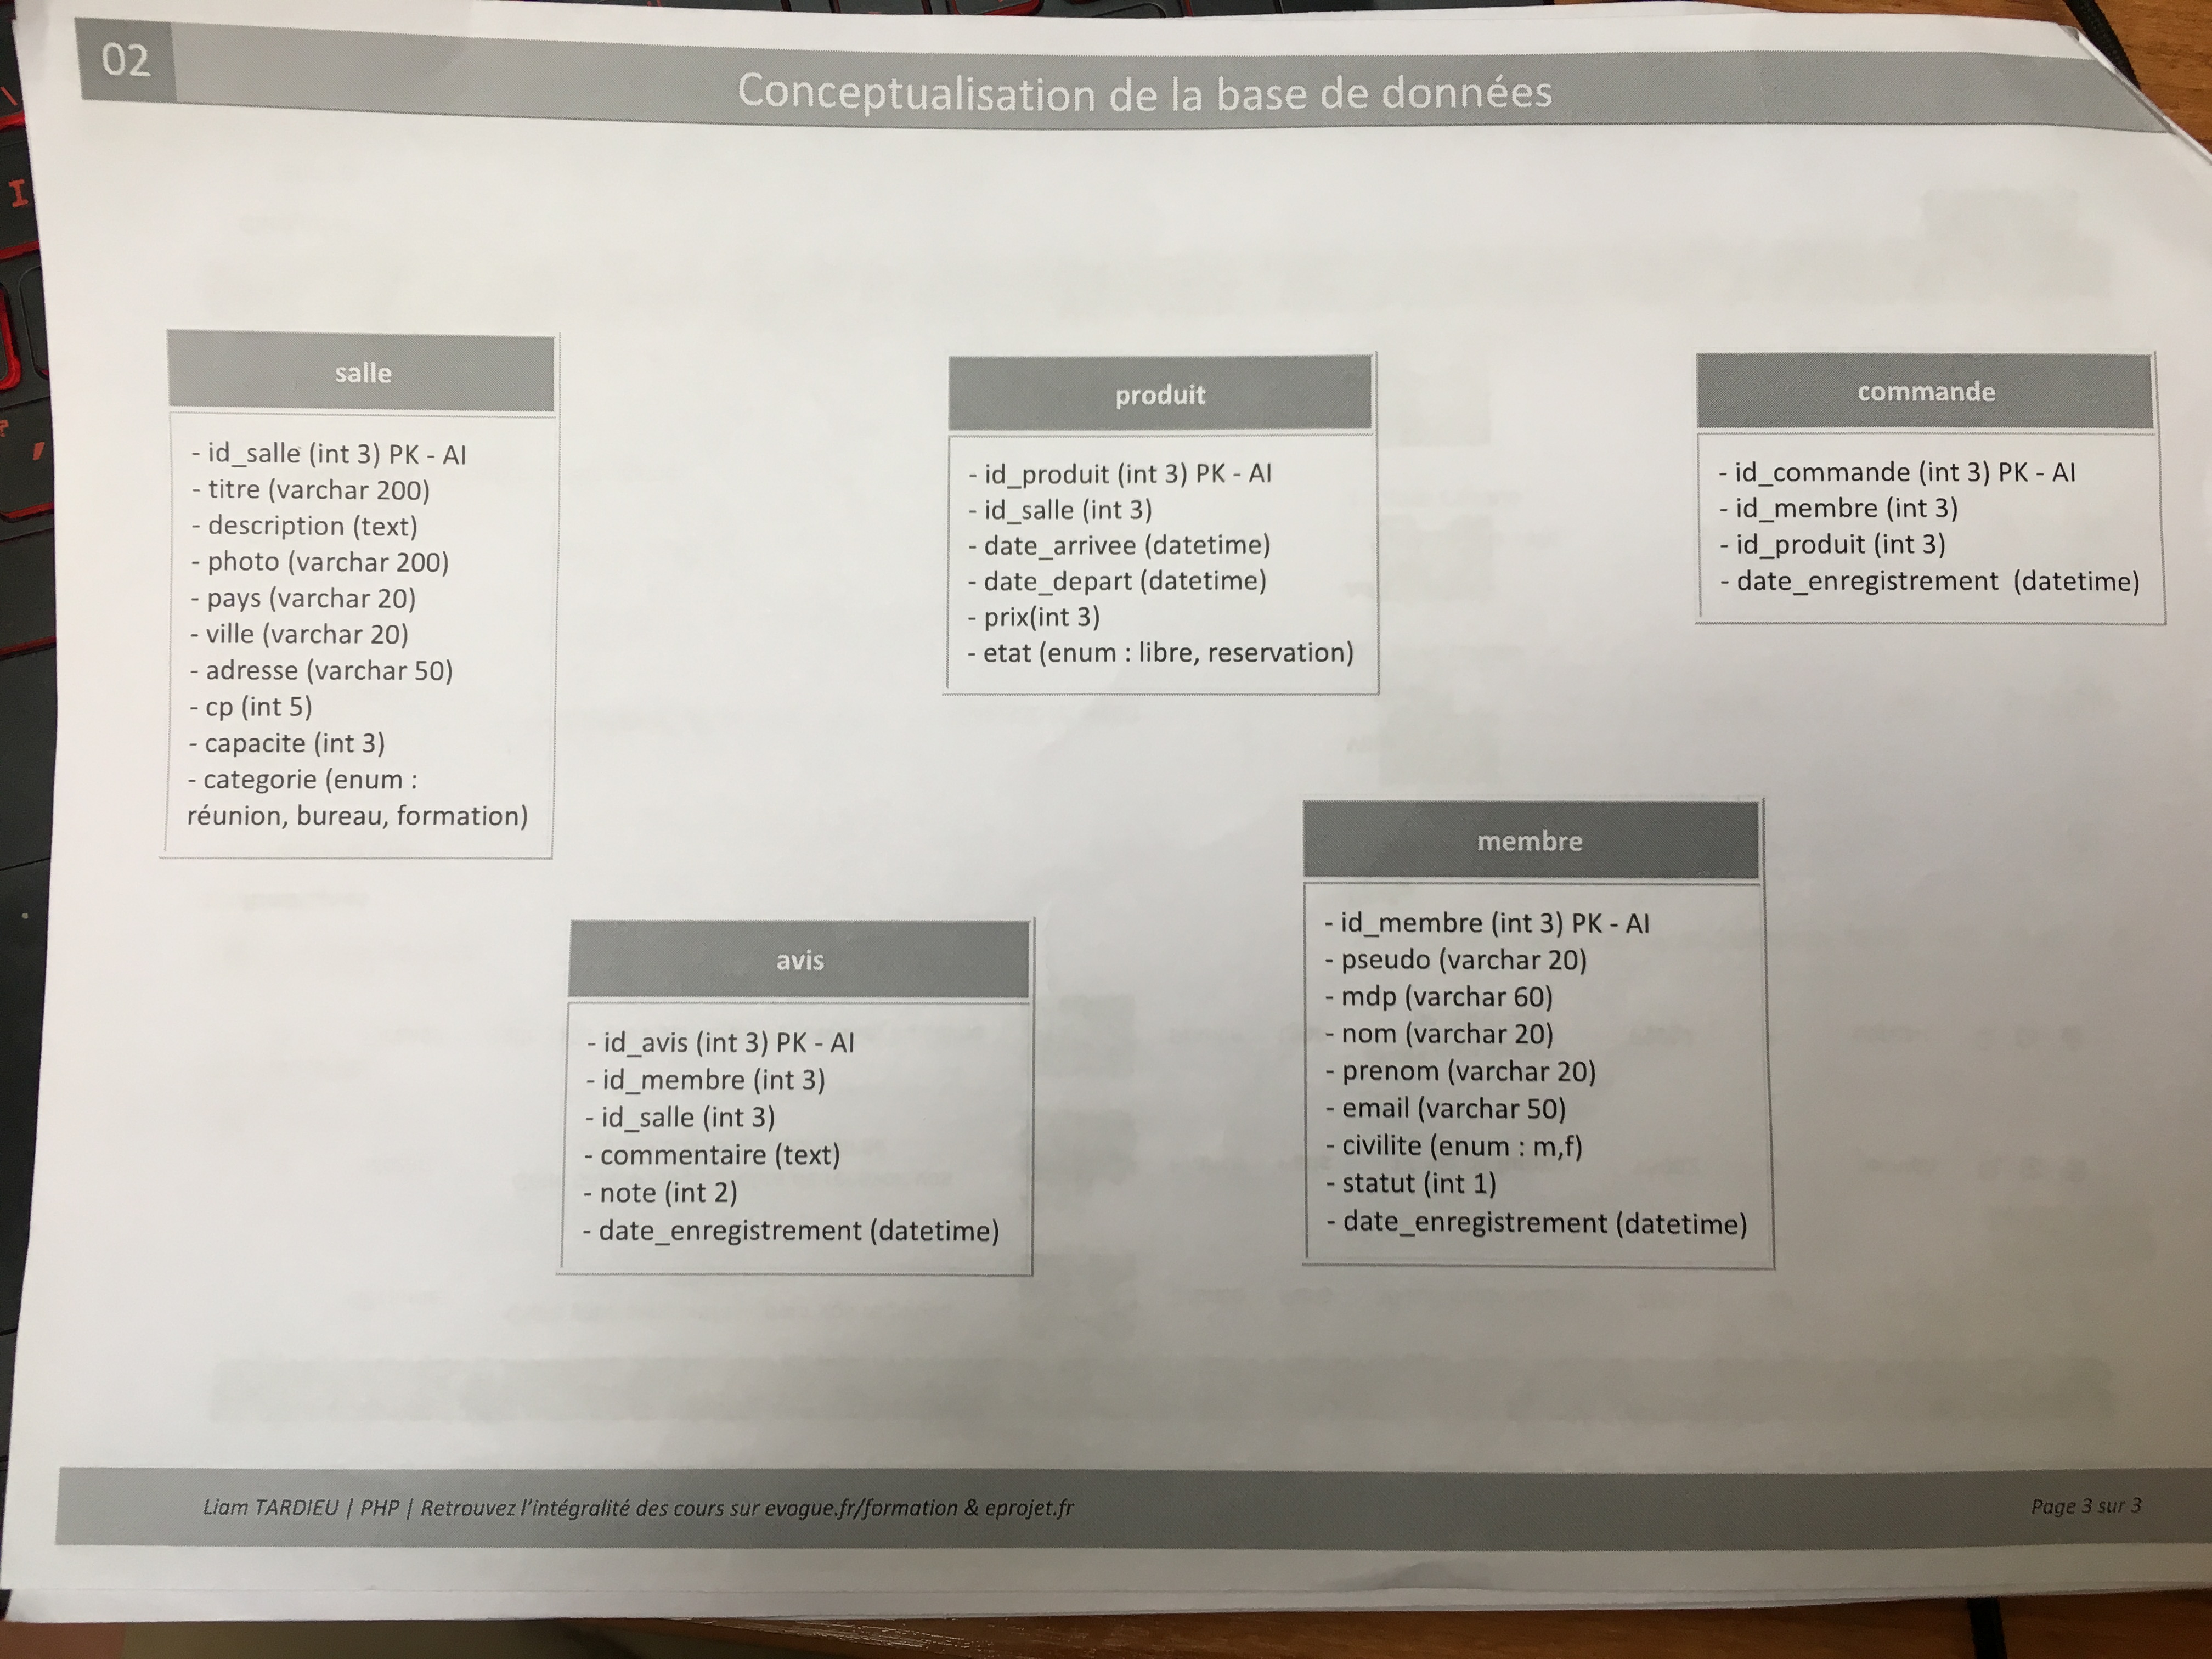 02
Conceptualisation de la base de données
salle
- id_salle (int 3) PK - AI
- titre (varchar 200)
- description (text)
- photo (varchar 200)
- pays (varchar 20)
- ville (varchar 20)
- adresse (varchar 50)
- cp (int 5)
- capacite (int 3)
- categorie (enum :
réunion, bureau, formation)
produit
- id_produit (int 3) PK - AI
- id_salle (int 3)
- date_arrivee (datetime)
- date_depart (datetime)
- prix(int 3)
- etat (enum : libre, reservation)
commande
- id_commande (int 3) PK - AI
- id_membre (int 3)
- id_produit (int 3)
- date_enregistrement (datetime)
avis
- id_avis (int 3) PK - AI
- id_membre (int 3)
- id_salle (int 3)
- commentaire (text)
- note (int 2)
- date_enregistrement (datetime)
membre
- id_membre (int 3) PK - AI
- pseudo (varchar 20)
- mdp (varchar 60)
- nom (varchar 20)
- prenom (varchar 20)
- email (varchar 50)
- civilite (enum : m,f)
- statut (int 1)
- date_enregistrement (datetime)
Liam TARDIEU | PHP | Retrouvez l'intégralité des cours sur evogue.fr/formation & eprojet.fr
Page 3 sur 3